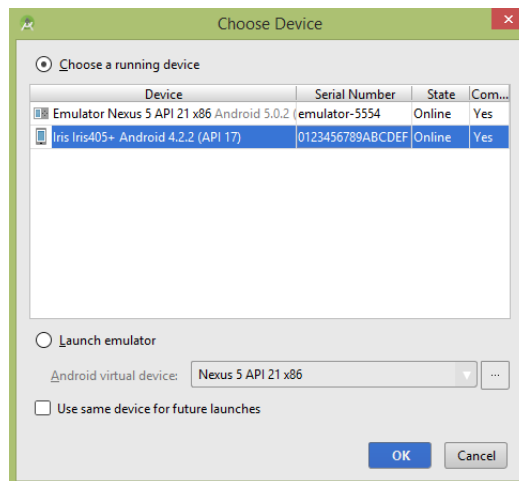 Choose Device
Choose a running device
Device Serial Number State Com...
Emulator Nexus 5 API 21 x86 Android 5.0.2 ( emulator-5554 Online Yes
Iris Iris405+ Android 4.2.2 (API 17) 0123456789ABCDEF Online Yes
Launch emulator
Android virtual device: Nexus 5 API 21 x86 ...
Use same device for future launches
OK Cancel